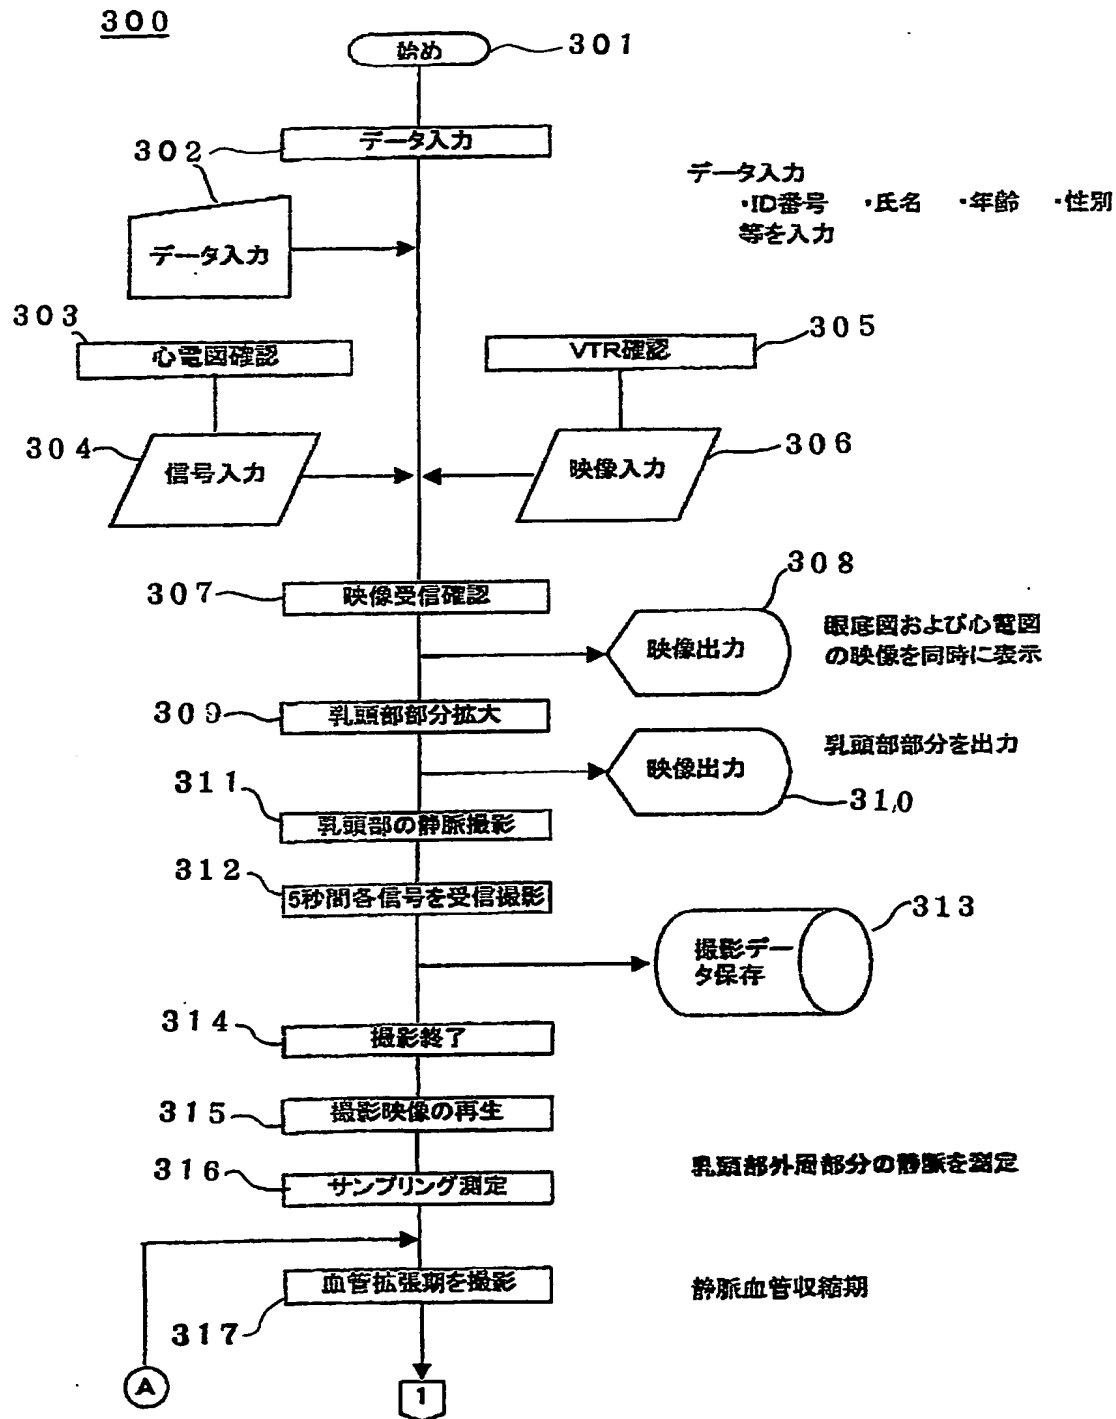 300
始め
301
データ入力
302
データ入力
・ID番号 ・氏名 ・年齢 ・性別
等を入力
データ入力
303
心電図確認
305
VTR確認
304
信号入力
306
映像入力
307
映像受信確認
308
映像出力
眼底図および心電図
の映像を同時に表示
309
乳頭部部分拡大
映像出力
乳頭部部分を出力
310
311
乳頭部の静脈撮影
312
5秒間各信号を受信撮影
313
撮影デー
タ保存
314
撮影終了
315
撮影映像の再生
316
サンプリング測定
乳頭部外周部分の静脈を測定
血管拡張期を撮影
静脈血管収縮期
317
A
1